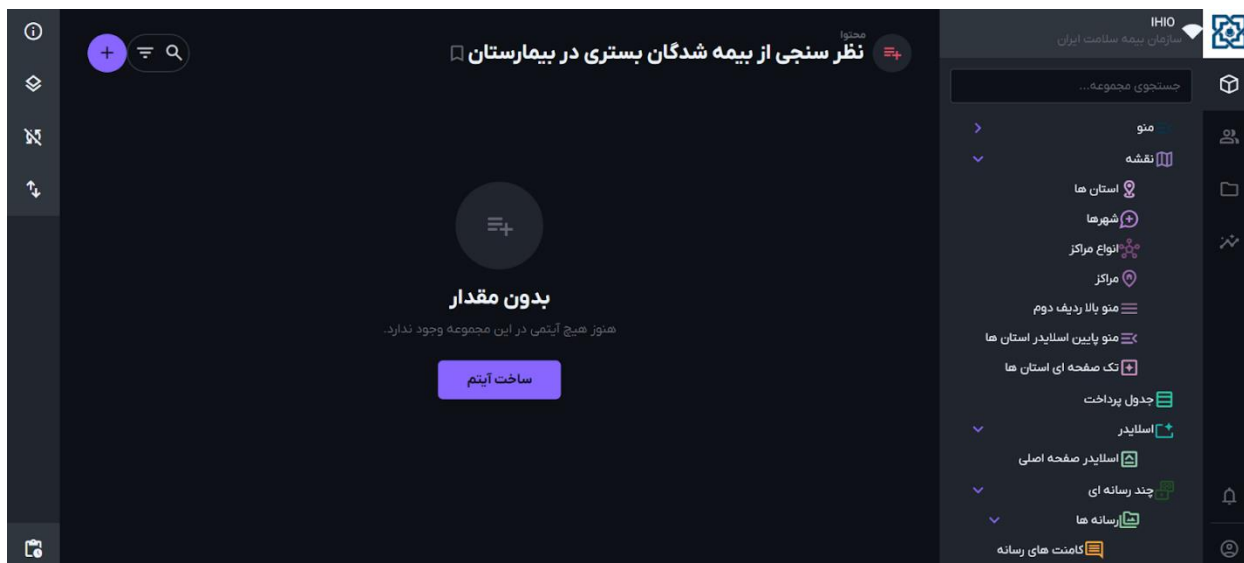 IHIO
سازمان بیمه سلامت ایران
جستجوی مجموعه...
منو
نقشه
استان ها
شهرها
انواع مراکز
مراکز
منو بالا ردیف دوم
منو پایین اسلایدر استان ها
تک صفحه ای استان ها
جدول پرداخت
اسلایدر
اسلایدر صفحه اصلی
چند رسانه ای
رسانه ها
کامنت های رسانه
محتوا
نظر سنجی از بیمه شدگان بستری در بیمارستان
بدون مقدار
هنوز هیچ آیتمی در این مجموعه وجود ندارد.
ساخت آیتم